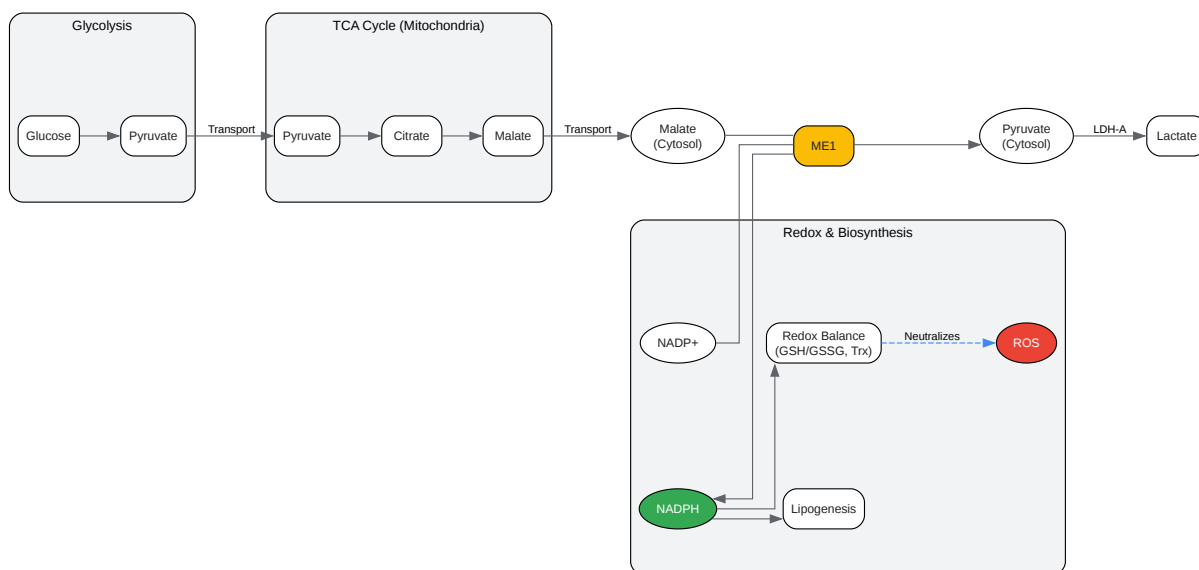 Glycolysis
TCA Cycle (Mitochondria)
Glucose
Pyruvate
Transport
Pyruvate
Citrate
Malate
Transport
Malate
(Cytosol)
ME1
Pyruvate
(Cytosol)
LDH-A
Lactate
Redox & Biosynthesis
NADP+
Redox Balance
(GSH/GSSG, Trx)
Neutralizes
ROS
NADPH
Lipogenesis